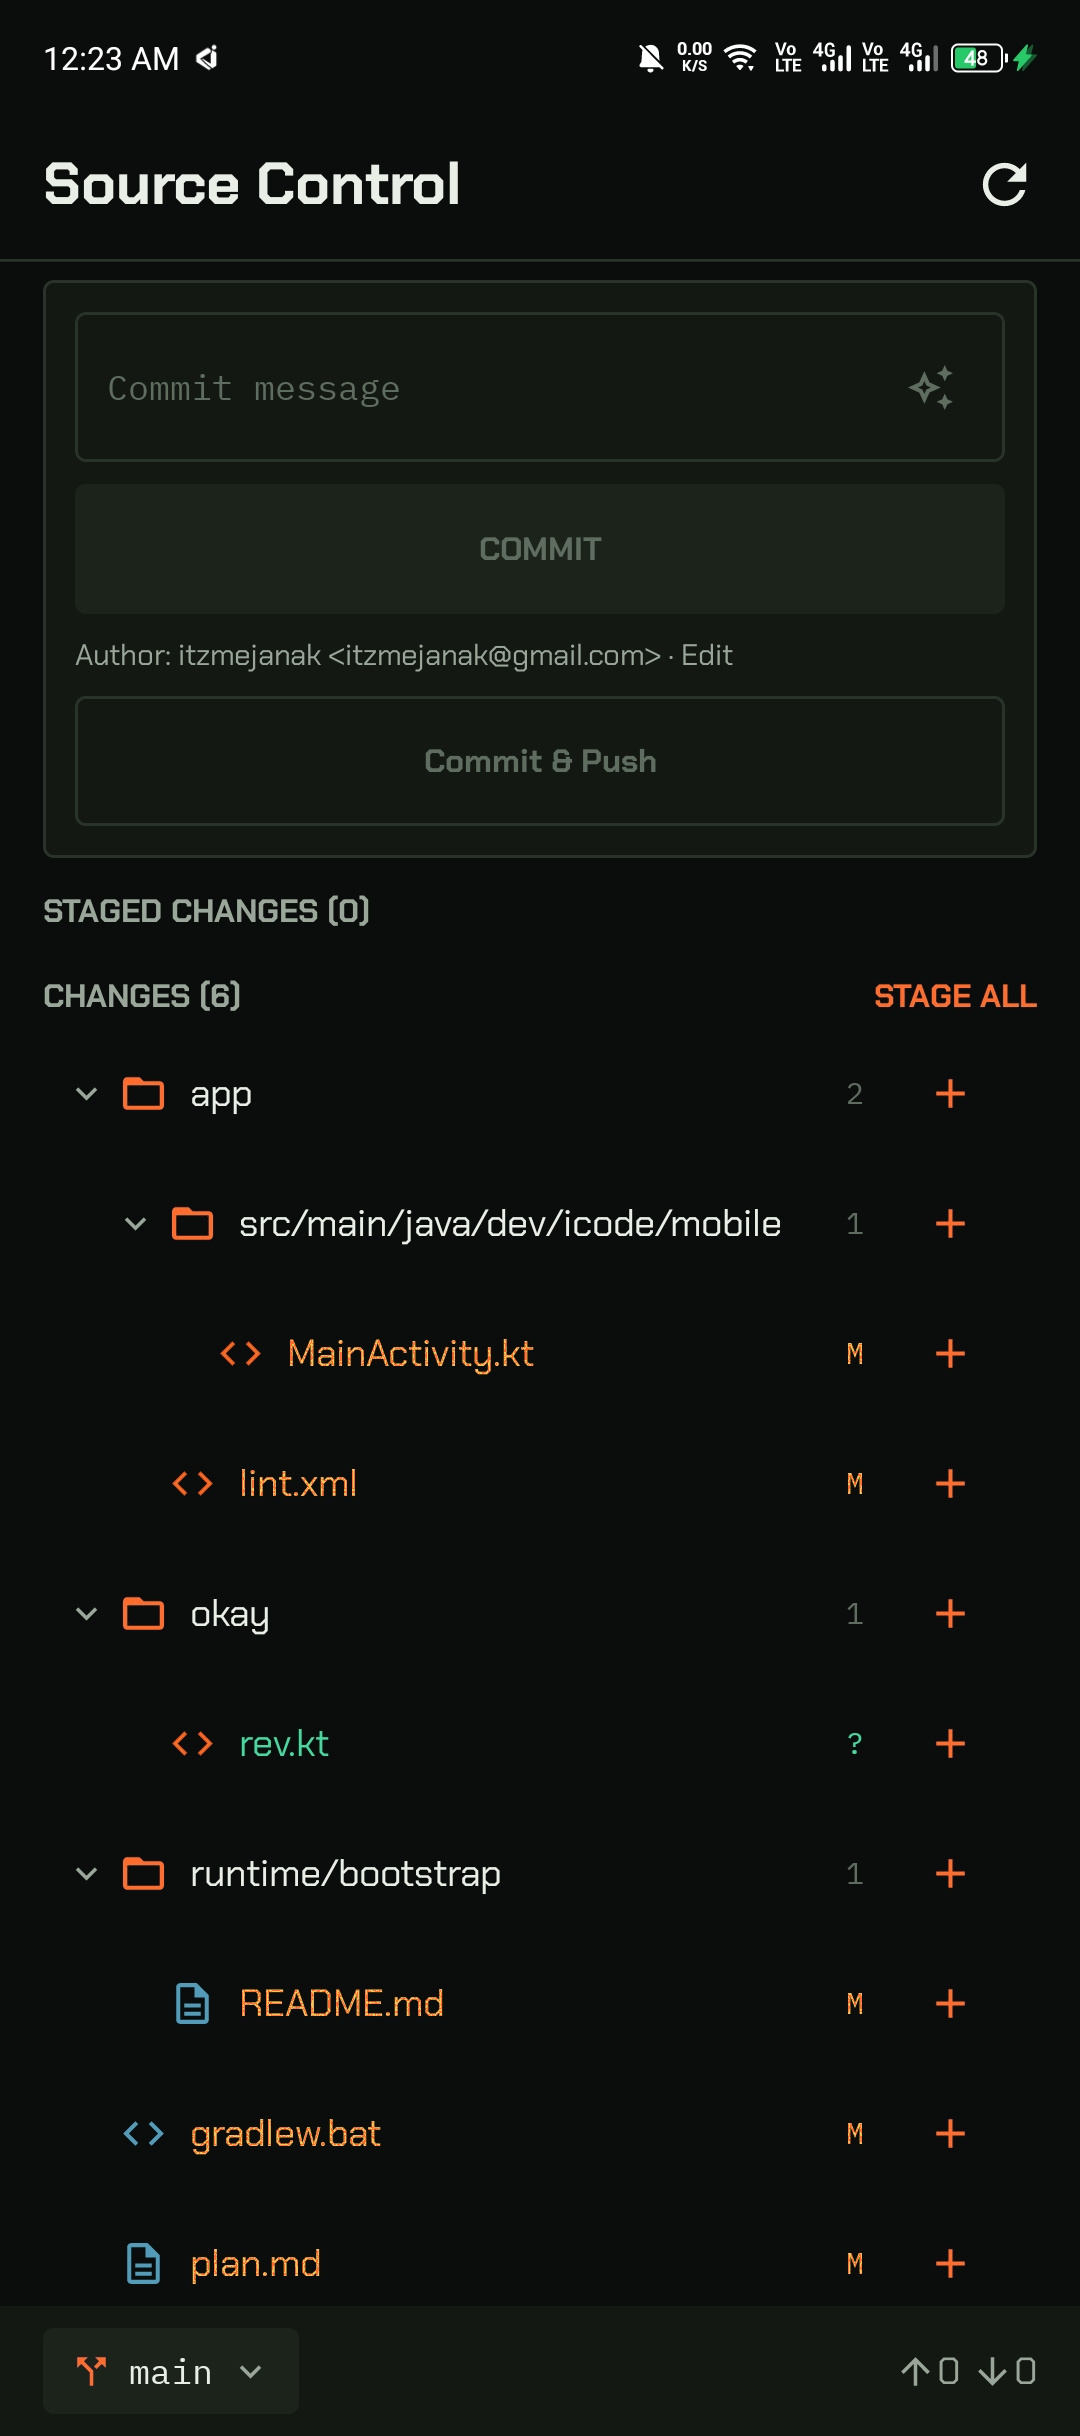 12:23 AM 0.00 K/S Vo LTE 4G Vo LTE 4G 48
Source Control
Commit message
COMMIT
Author: itzmejanak <itzmejanak@gmail.com> · Edit
Commit & Push
STAGED CHANGES (0)
CHANGES (6) STAGE ALL
app 2
src/main/java/dev/icode/mobile 1
MainActivity.kt M
lint.xml M
okay 1
rev.kt ?
runtime/bootstrap 1
README.md M
gradlew.bat M
plan.md M
main ↑0 ↓0